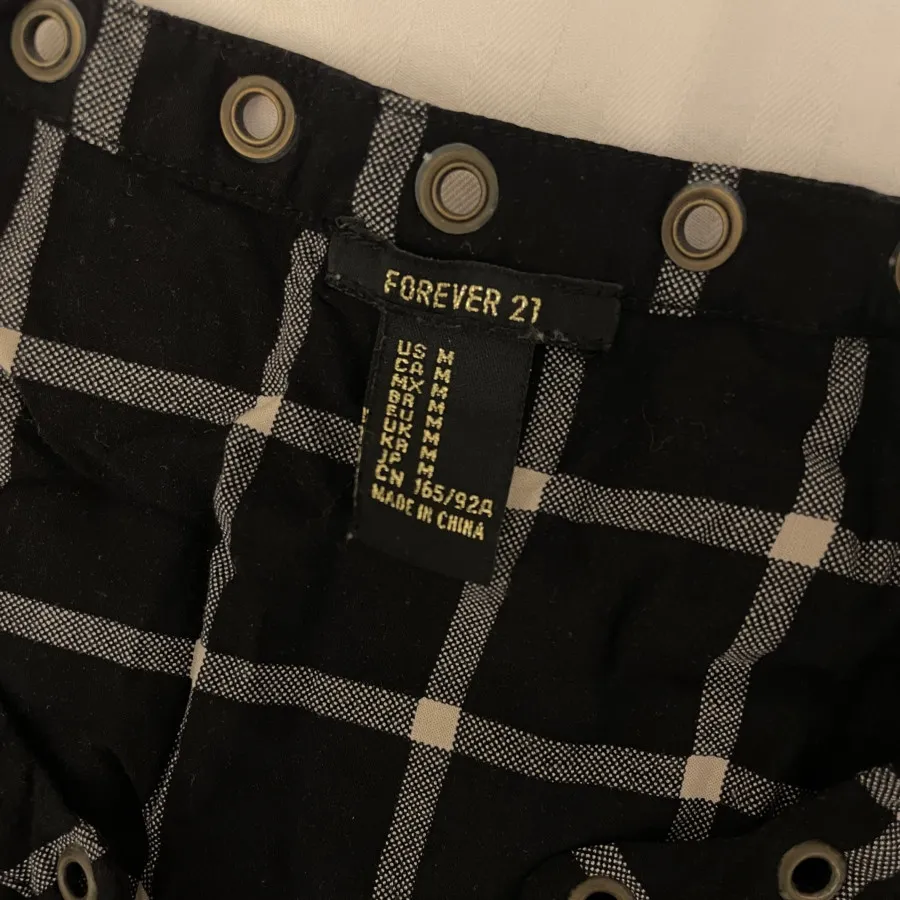 FOREVER 21
US M
CA M
MX M
BR M
EU M
UK M
KR M
JP M
CN 165/92A
MADE IN CHINA